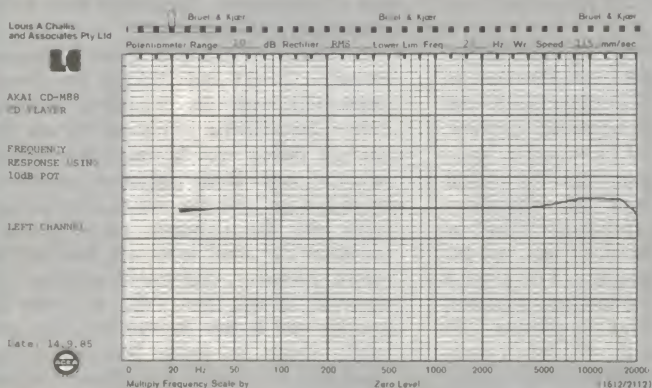 Louis A Challis
and Associates Pty Ltd
AKAI CD-M88
CD PLAYER
FREQUENCY
RESPONSE USING
10dB POT
LEFT CHANNEL
Date: 14.9.85
Brüel & Kjær Brüel & Kjær Brüel & Kjær
Potentiometer Range 10 dB Rectifier RMS Lower Lim Freq Hz Wr Speed mm/sec
0 20 Hz 50 100 200 500 1000 2000 5000 10000 20000
Multiply Frequency Scale by Zero Level 1612/2112